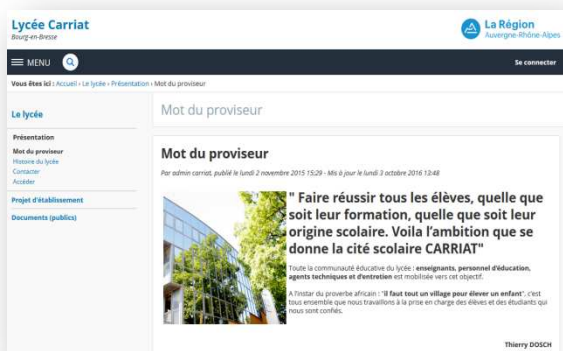 Lycée Carriat
Bourg-en-Bresse
La Région
Auvergne-Rhône-Alpes
MENU
Se connecter
Vous êtes ici : Accueil › Le lycée › Présentation › Mot du proviseur
Le lycée
Présentation
Mot du proviseur
Histoire du lycée
Contacter
Accéder
Projet d'établissement
Documents (publics)
Mot du proviseur
Mot du proviseur
Par admin carriat, publié le lundi 2 novembre 2015 15:29 - Mis à jour le lundi 3 octobre 2016 13:48
" Faire réussir tous les élèves, quelle que
soit leur formation, quelle que soit leur
origine scolaire. Voila l'ambition que se
donne la cité scolaire CARRIAT"
Toute la communauté éducative du lycée : enseignants, personnel d'éducation,
agents techniques et d'entretien est mobilisée vers cet objectif.
A l'instar du proverbe africain : "il faut tout un village pour élever un enfant", c'est
tous ensemble que nous travaillons à la prise en charge des élèves et des étudiants qui
nous sont confiés.
Thierry DOSCH